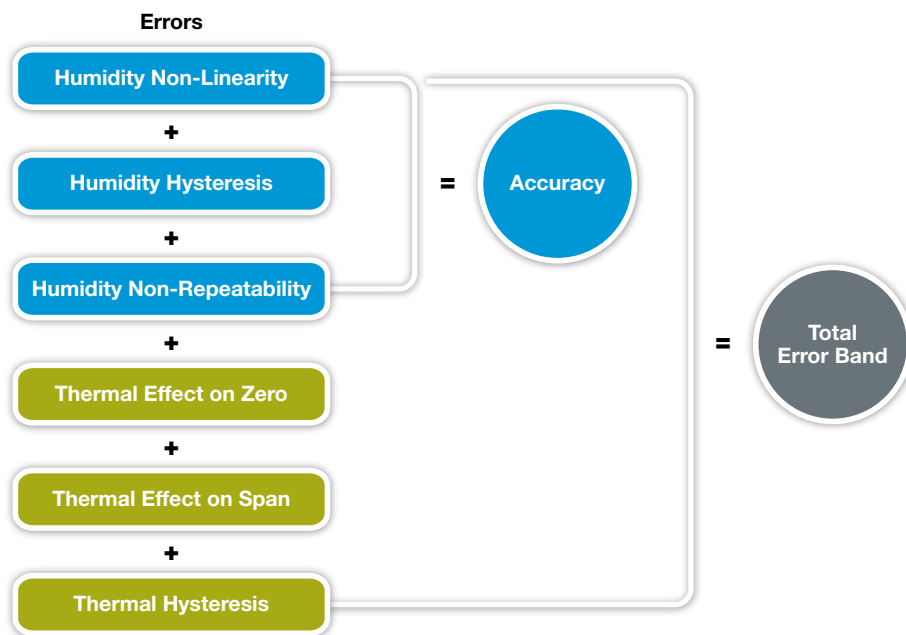 Errors
Humidity Non-Linearity
+
Humidity Hysteresis
+
Humidity Non-Repeatability
+
Thermal Effect on Zero
+
Thermal Effect on Span
+
Thermal Hysteresis
=
Accuracy
=
Total
Error Band